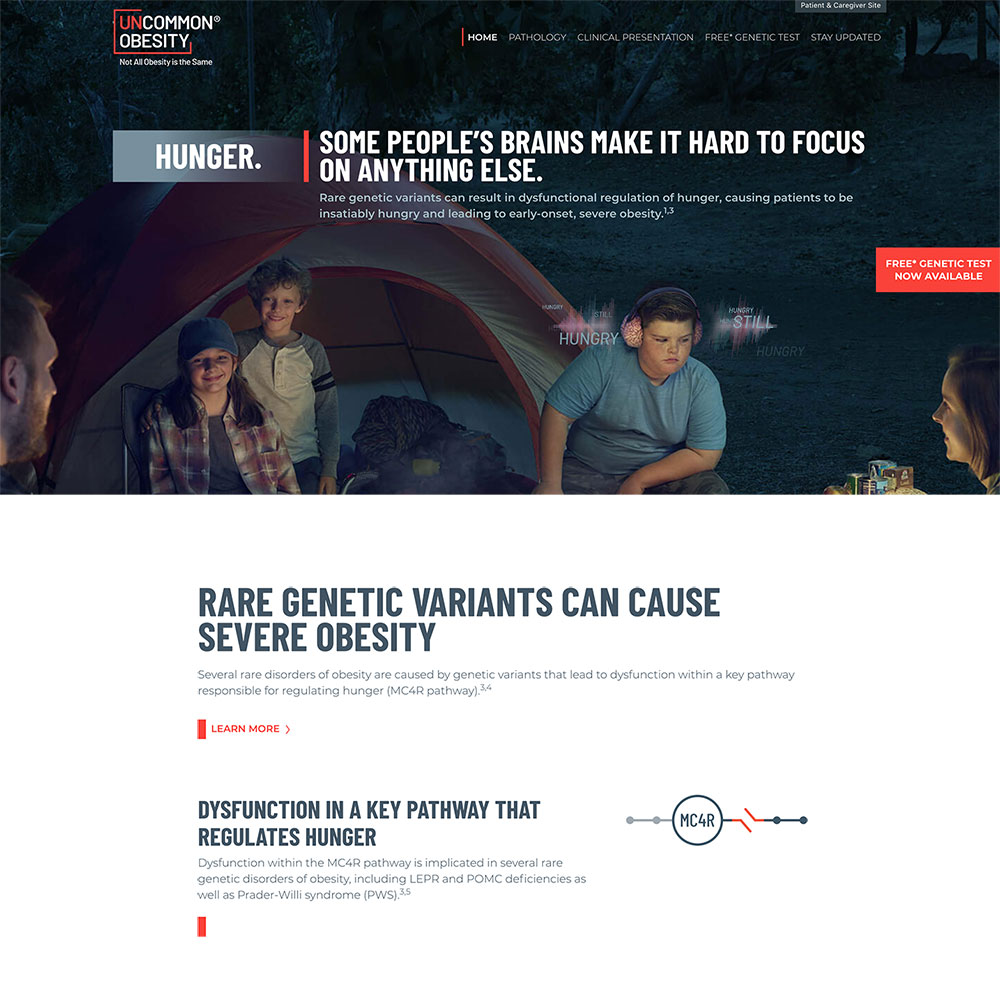 Patient & Caregiver Site
UNCOMMON®
OBESITY
Not All Obesity is the Same
HOME PATHOLOGY CLINICAL PRESENTATION FREE* GENETIC TEST STAY UPDATED
HUNGER.
SOME PEOPLE’S BRAINS MAKE IT HARD TO FOCUS
ON ANYTHING ELSE.
Rare genetic variants can result in dysfunctional regulation of hunger, causing patients to be
insatiably hungry and leading to early-onset, severe obesity.1,3
FREE* GENETIC TEST
NOW AVAILABLE
HUNGRY
STILL
HUNGRY
HUNGRY
STILL
HUNGRY
RARE GENETIC VARIANTS CAN CAUSE
SEVERE OBESITY
Several rare disorders of obesity are caused by genetic variants that lead to dysfunction within a key pathway
responsible for regulating hunger (MC4R pathway).3,4
LEARN MORE 〉
DYSFUNCTION IN A KEY PATHWAY THAT
REGULATES HUNGER
Dysfunction within the MC4R pathway is implicated in several rare
genetic disorders of obesity, including LEPR and POMC deficiencies as
well as Prader-Willi syndrome (PWS).3,5
MC4R